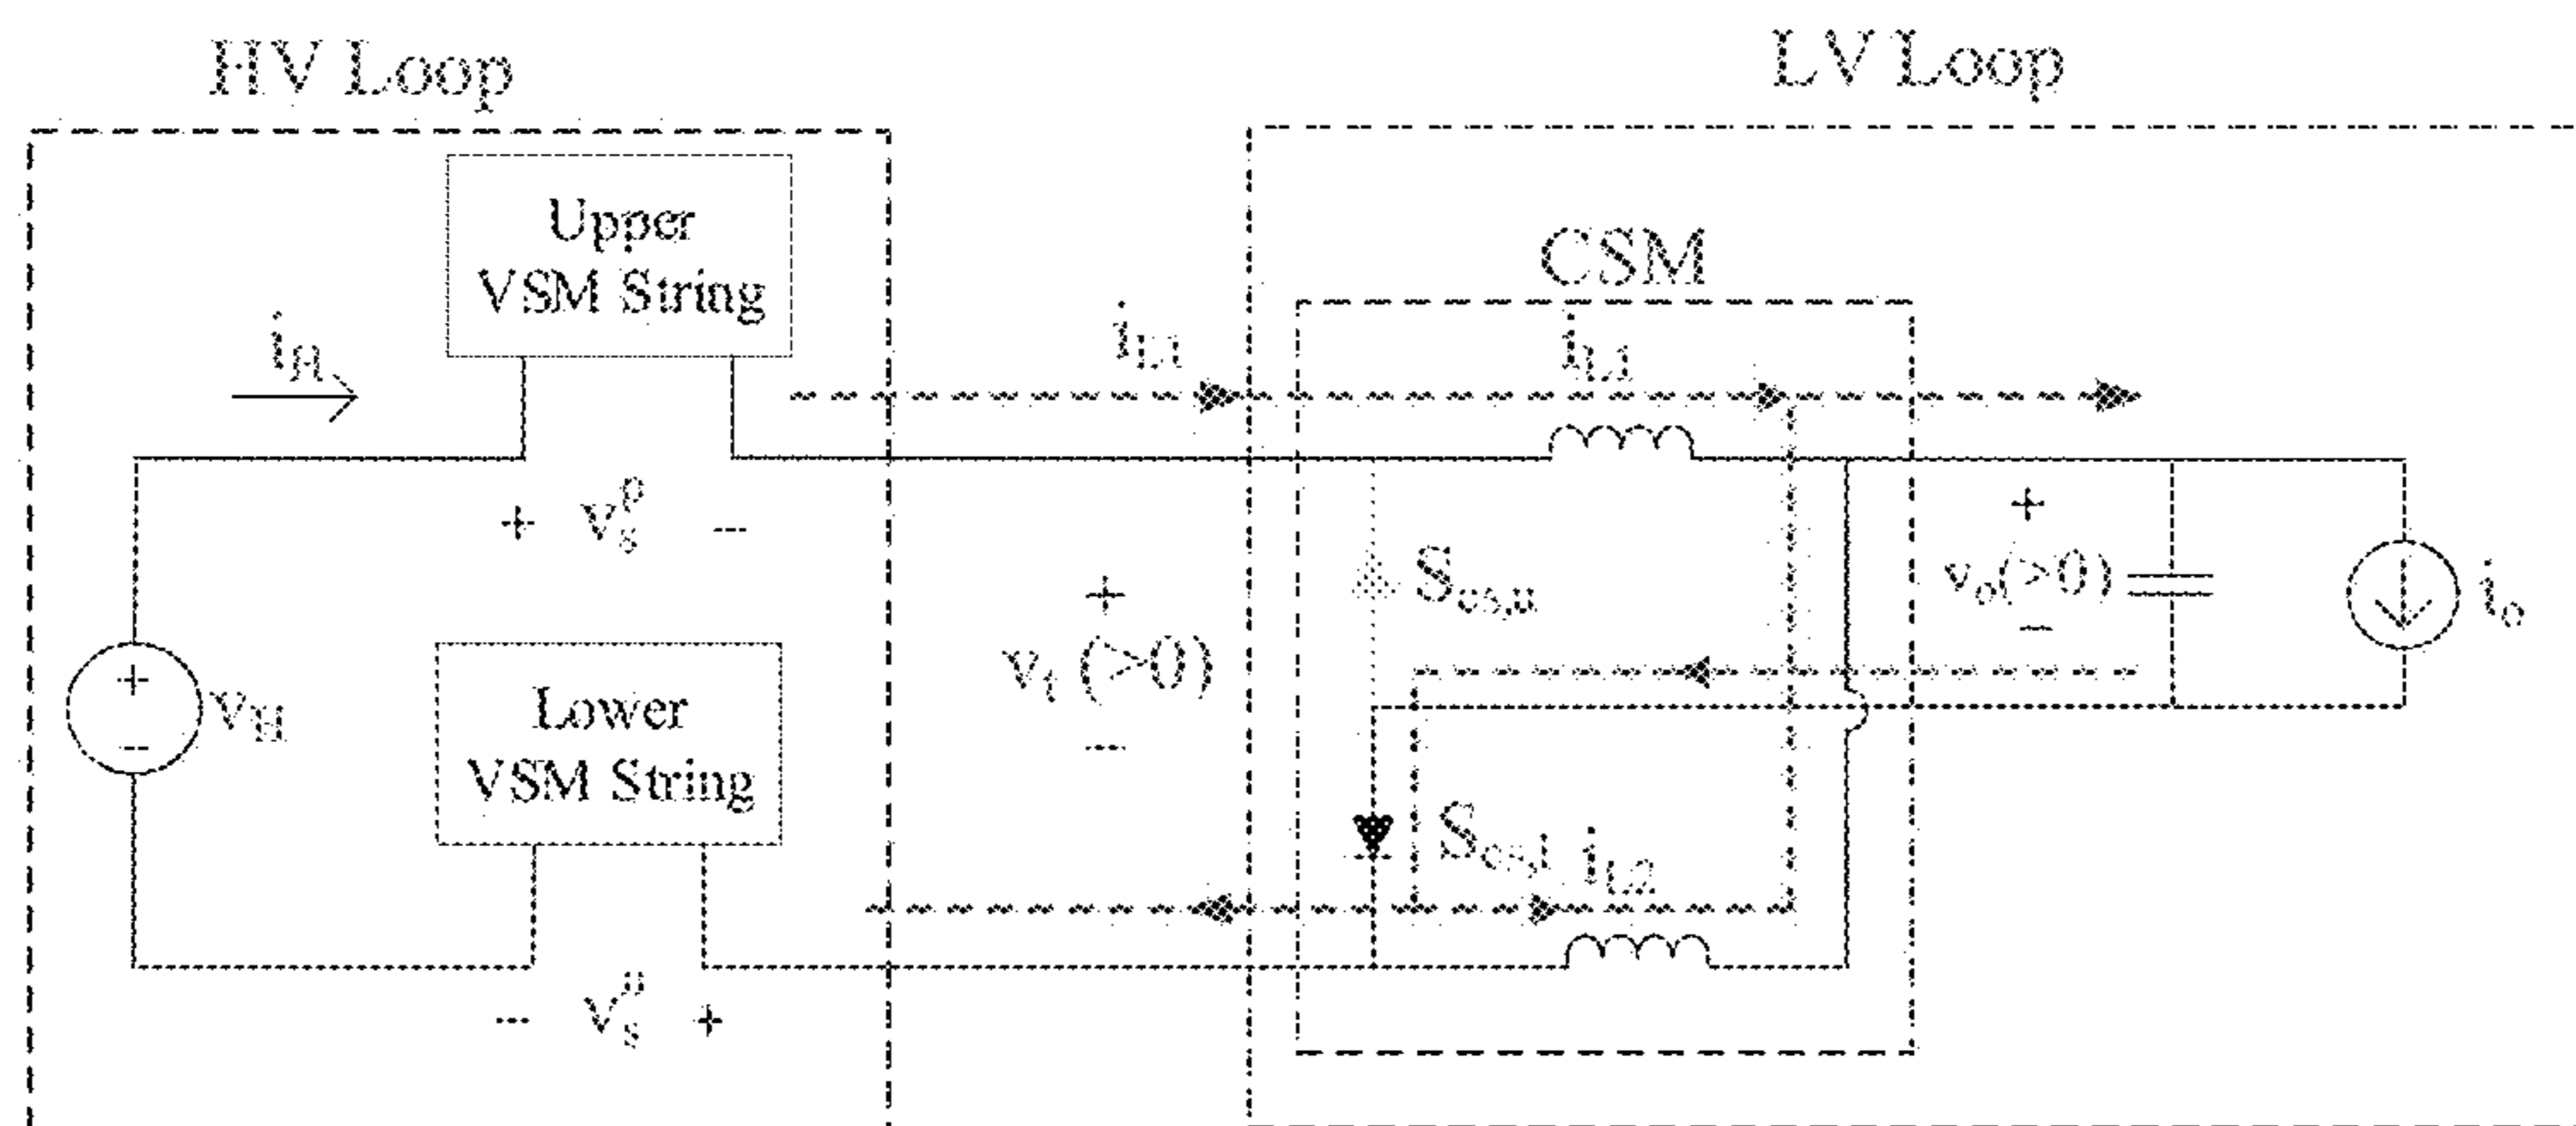 HV Loop
LV Loop
Upper
VSM String
CSM
i_H
i_L1
i_L1
+ v_s^p −
+
v_t (>0)
−
S_cs,u
+
v_o(>0)
−
i_o
+
−
v_H
Lower
VSM String
S_cs,l
i_L2
− v_s^n +